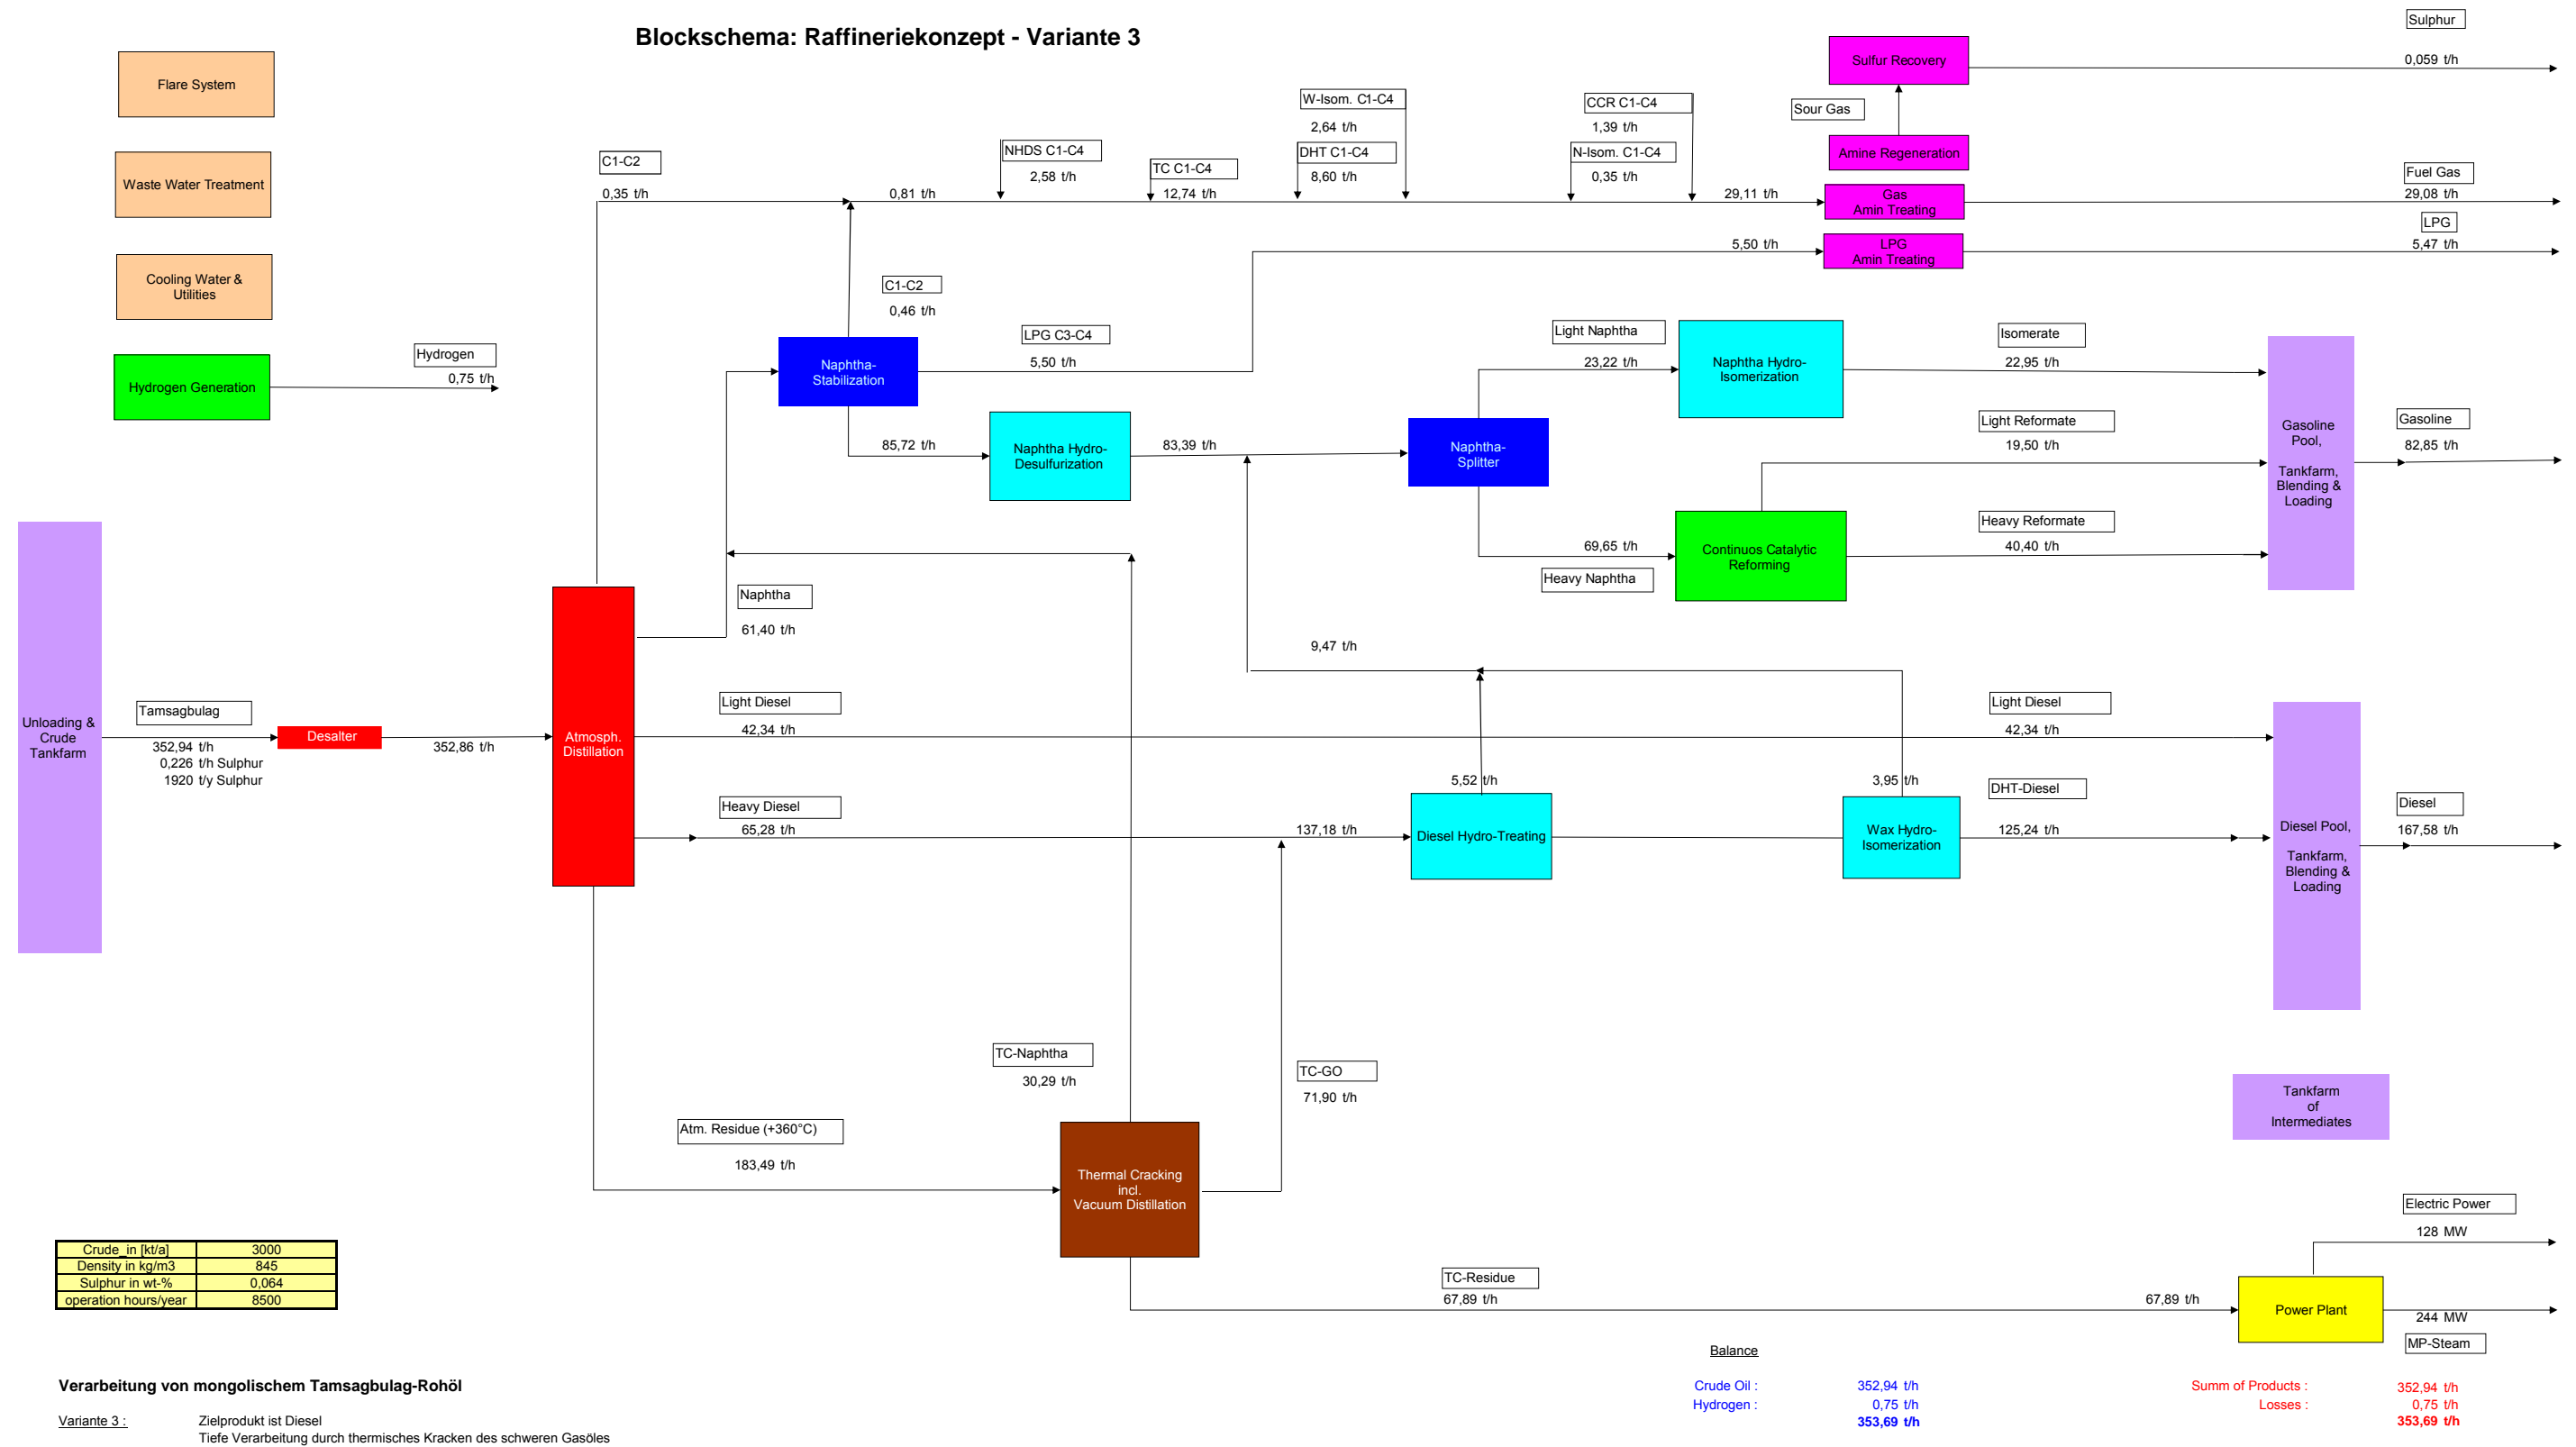 Blockschema: Raffineriekonzept - Variante 3
Sulphur
0,059 t/h
Sulfur Recovery
Flare System
Sour Gas
Amine Regeneration
W-Isom. C1-C4
2,64 t/h
CCR C1-C4
1,39 t/h
NHDS C1-C4
2,58 t/h
DHT C1-C4
8,60 t/h
N-Isom. C1-C4
0,35 t/h
C1-C2
0,35 t/h
0,81 t/h
TC C1-C4
12,74 t/h
29,11 t/h
Gas
Amin Treating
Fuel Gas
29,08 t/h
Waste Water Treatment
LPG
5,47 t/h
5,50 t/h
LPG
Amin Treating
Cooling Water &
Utilities
C1-C2
0,46 t/h
LPG C3-C4
5,50 t/h
Light Naphtha
23,22 t/h
Naphtha Hydro-
Isomerization
Isomerate
22,95 t/h
Hydrogen Generation
Hydrogen
0,75 t/h
Naphtha-
Stabilization
85,72 t/h
Naphtha Hydro-
Desulfurization
83,39 t/h
Naphtha-
Splitter
Light Reformate
19,50 t/h
Gasoline
Pool,
Tankfarm,
Blending &
Loading
Gasoline
82,85 t/h
69,65 t/h
Heavy Naphtha
Continuos Catalytic
Reforming
Heavy Reformate
40,40 t/h
Naphtha
61,40 t/h
9,47 t/h
Unloading &
Crude
Tankfarm
Tamsagbulag
352,94 t/h
0,226 t/h Sulphur
1920 t/y Sulphur
Desalter
352,86 t/h
Atmosph.
Distillation
Light Diesel
42,34 t/h
Light Diesel
42,34 t/h
Heavy Diesel
65,28 t/h
137,18 t/h
5,52 t/h
Diesel Hydro-Treating
3,95 t/h
Wax Hydro-
Isomerization
DHT-Diesel
125,24 t/h
Diesel Pool,
Tankfarm,
Blending &
Loading
Diesel
167,58 t/h
TC-Naphtha
30,29 t/h
TC-GO
71,90 t/h
Tankfarm
of
Intermediates
Atm. Residue (+360°C)
183,49 t/h
Thermal Cracking
incl.
Vacuum Distillation
Electric Power
128 MW
TC-Residue
67,89 t/h
67,89 t/h
Power Plant
244 MW
MP-Steam
Crude_in [kt/a] 3000
Density in kg/m3 845
Sulphur in wt-% 0,064
operation hours/year 8500
Balance
Verarbeitung von mongolischem Tamsagbulag-Rohöl
Crude Oil : 352,94 t/h
Summ of Products : 352,94 t/h
Hydrogen : 0,75 t/h
Losses : 0,75 t/h
353,69 t/h
353,69 t/h
Variante 3 : Zielprodukt ist Diesel
Tiefe Verarbeitung durch thermisches Kracken des schweren Gasöles